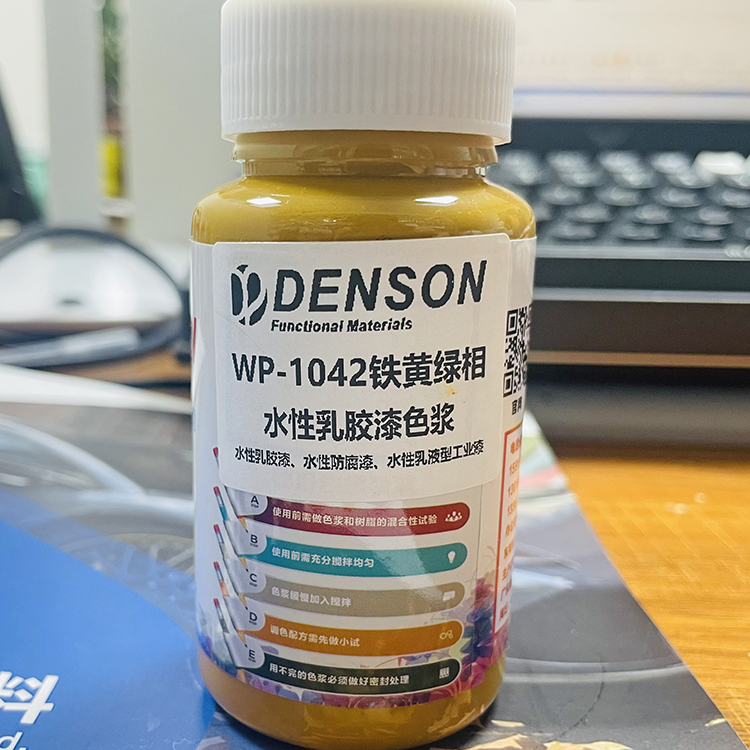 DENSON
Functional Materials
WP-1042铁黄绿相
水性乳胶漆色浆
水性乳胶漆、水性防腐漆、水性乳液型工业漆
A
使用前需做色浆和树脂的混合性试验
B
使用前需充分搅拌均匀
C
色浆缓慢加入搅拌
D
调色配方需先做小试
E
用不完的色浆必须做好密封处理
官网